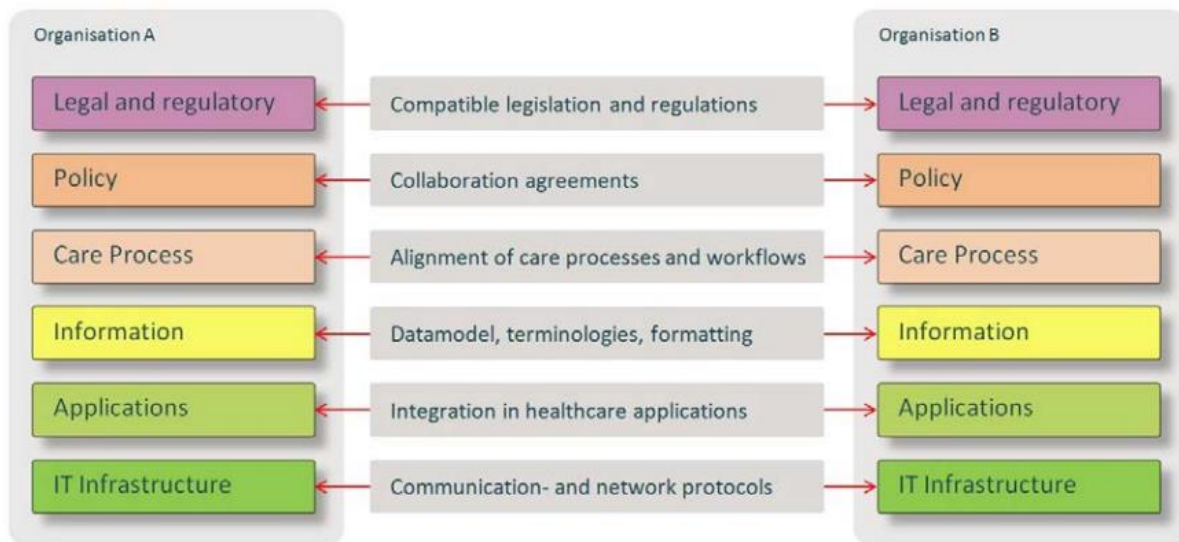 Organisation A
Organisation B
Legal and regulatory
Compatible legislation and regulations
Legal and regulatory
Policy
Collaboration agreements
Policy
Care Process
Alignment of care processes and workflows
Care Process
Information
Datamodel, terminologies, formatting
Information
Applications
Integration in healthcare applications
Applications
IT Infrastructure
Communication- and network protocols
IT Infrastructure